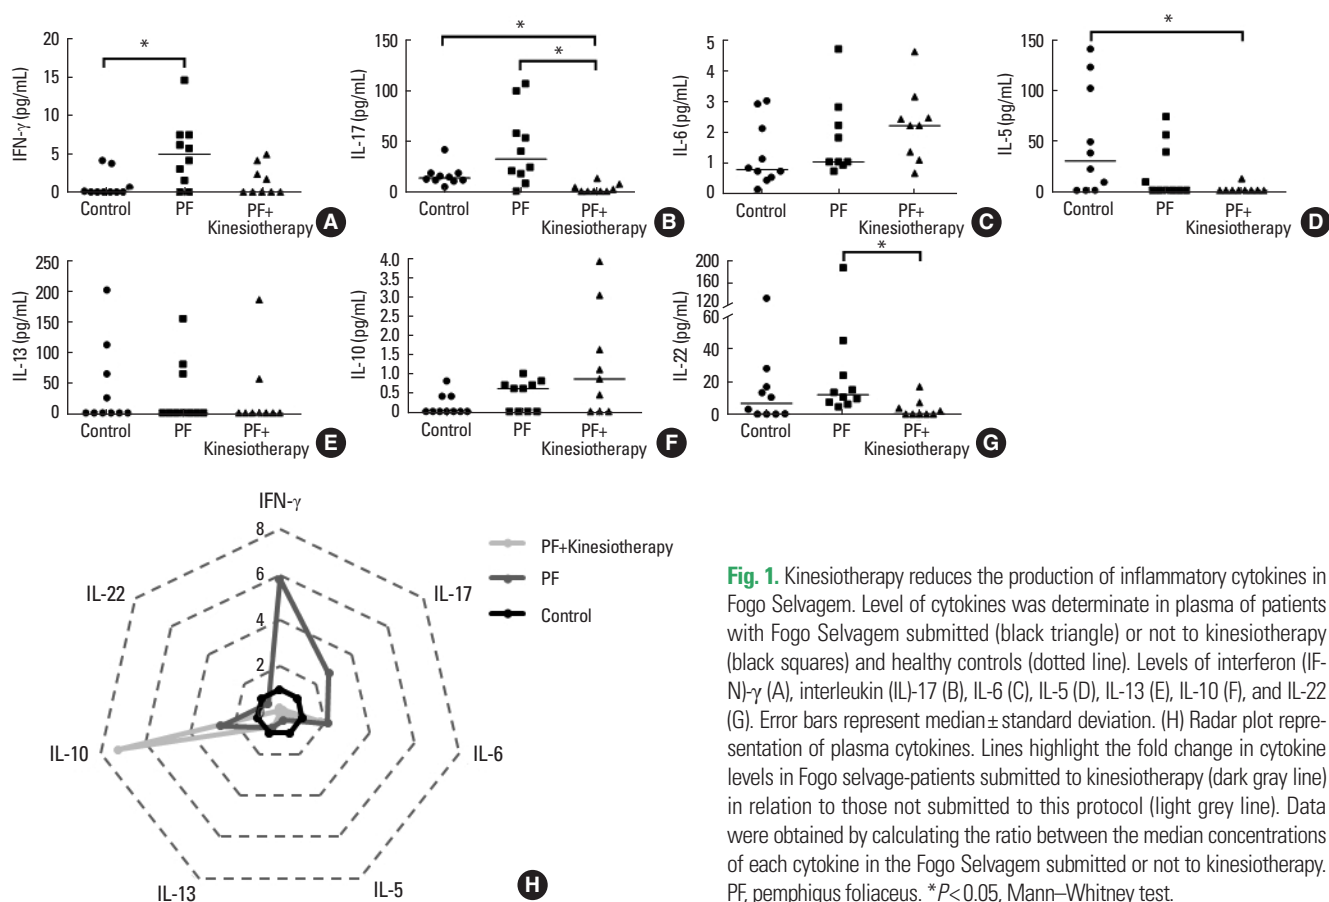 20
15
10
5
0
IFN-γ (pg/mL)
*
Control PF PF+
Kinesiotherapy
A
150
100
50
0
IL-17 (pg/mL)
*
*
Control PF PF+
Kinesiotherapy
B
5
4
3
2
1
0
IL-6 (pg/mL)
Control PF PF+
Kinesiotherapy
C
150
100
50
0
IL-5 (pg/mL)
*
Control PF PF+
Kinesiotherapy
D
250
200
150
100
50
0
IL-13 (pg/mL)
Control PF PF+
Kinesiotherapy
E
4.0
3.5
3.0
2.5
2.0
1.5
1.0
0.5
0
IL-10 (pg/mL)
Control PF PF+
Kinesiotherapy
F
200
160
120
60
40
20
0
IL-22 (pg/mL)
*
Control PF PF+
Kinesiotherapy
G
IFN-γ
8
6
4
2
IL-22
IL-17
IL-10
IL-6
IL-13
IL-5
PF+Kinesiotherapy
PF
Control
H
Fig. 1. Kinesiotherapy reduces the production of inflammatory cytokines in
Fogo Selvagem. Level of cytokines was determinate in plasma of patients
with Fogo Selvagem submitted (black triangle) or not to kinesiotherapy
(black squares) and healthy controls (dotted line). Levels of interferon (IF-
N)-γ (A), interleukin (IL)-17 (B), IL-6 (C), IL-5 (D), IL-13 (E), IL-10 (F), and IL-22
(G). Error bars represent median±standard deviation. (H) Radar plot repre-
sentation of plasma cytokines. Lines highlight the fold change in cytokine
levels in Fogo selvage-patients submitted to kinesiotherapy (dark gray line)
in relation to those not submitted to this protocol (light grey line). Data
were obtained by calculating the ratio between the median concentrations
of each cytokine in the Fogo Selvagem submitted or not to kinesiotherapy.
PF, pemphigus foliaceus. *P<0.05, Mann–Whitney test.